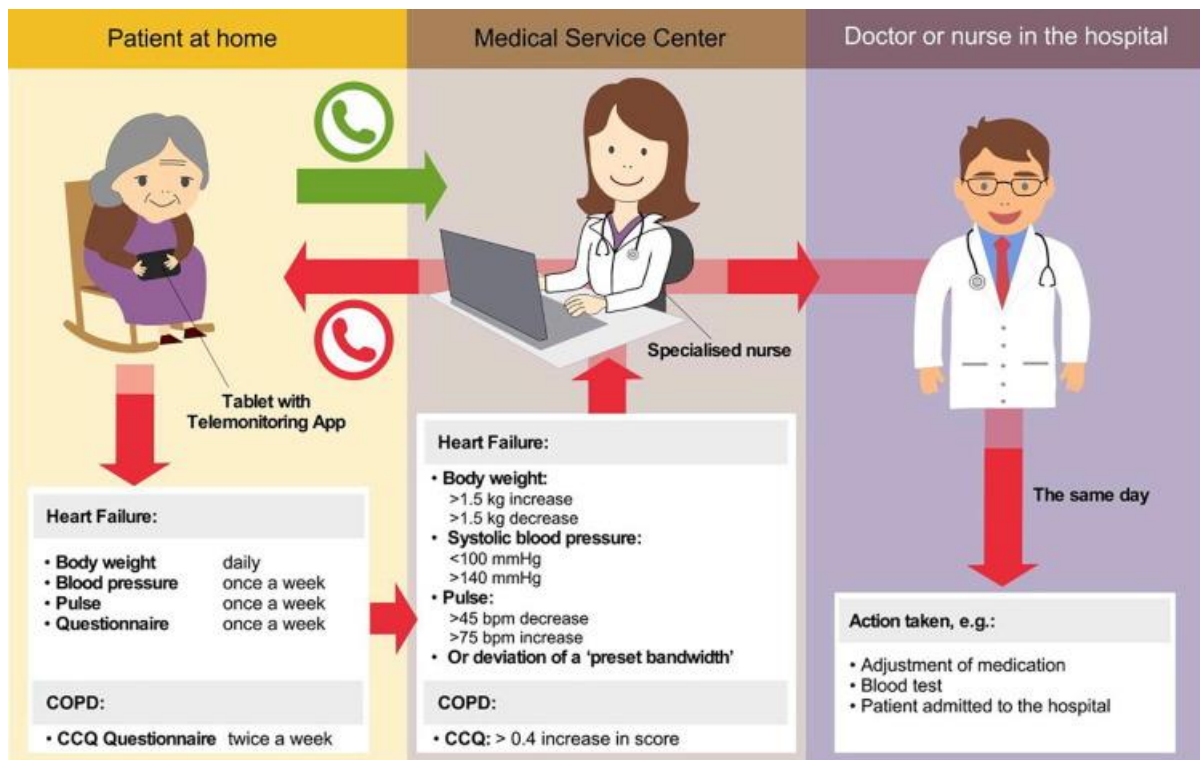 Patient at home
Medical Service Center
Doctor or nurse in the hospital
Specialised nurse
Tablet with
Telemonitoring App
Heart Failure:
• Body weight daily
• Blood pressure once a week
• Pulse once a week
• Questionnaire once a week
COPD:
• CCQ Questionnaire twice a week
Heart Failure:
• Body weight:
>1.5 kg increase
>1.5 kg decrease
• Systolic blood pressure:
<100 mmHg
>140 mmHg
• Pulse:
>45 bpm decrease
>75 bpm increase
• Or deviation of a ‘preset bandwidth’
COPD:
• CCQ: > 0.4 increase in score
The same day
Action taken, e.g.:
• Adjustment of medication
• Blood test
• Patient admitted to the hospital